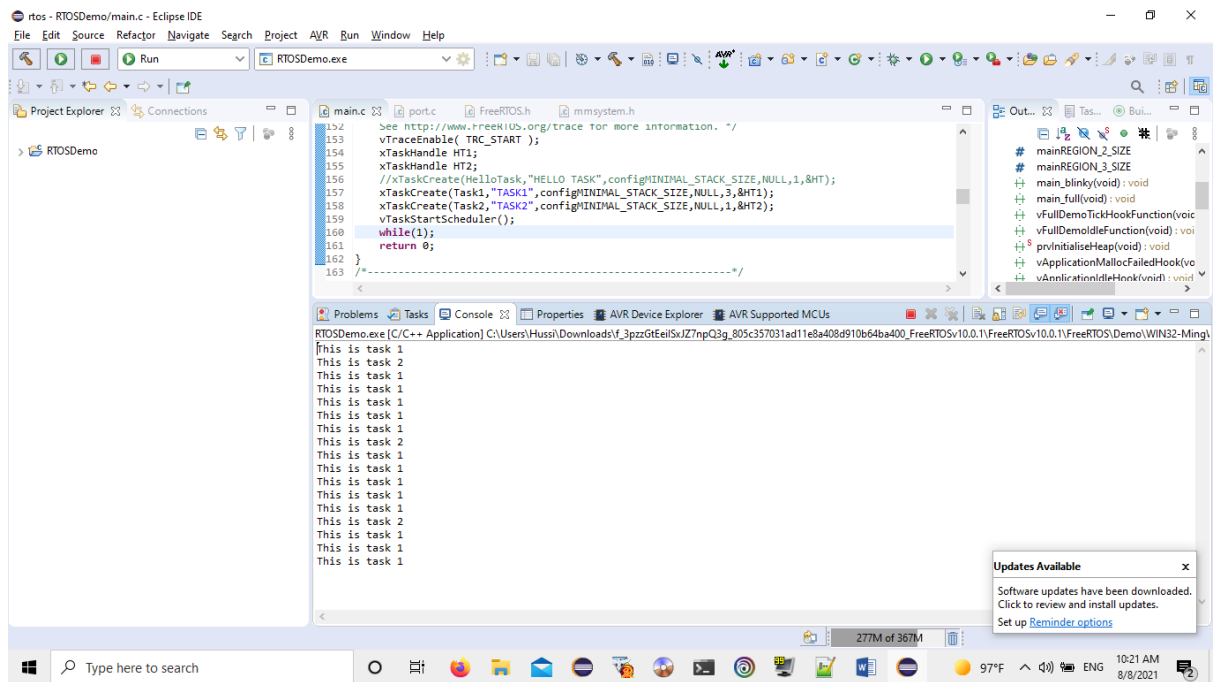 rtos - RTOSDemo/main.c - Eclipse IDE
File Edit Source Refactor Navigate Search Project AVR Run Window Help
Run
RTOSDemo.exe
Project Explorer
Connections
RTOSDemo
main.c
port.c
FreeRTOS.h
mmsystem.h
152 See http://www.FreeRTOS.org/trace for more information. */
153 vTraceEnable( TRC_START );
154 xTaskHandle HT1;
155 xTaskHandle HT2;
156 //xTaskCreate(HelloTask,"HELLO TASK",configMINIMAL_STACK_SIZE,NULL,1,&HT);
157 xTaskCreate(Task1,"TASK1",configMINIMAL_STACK_SIZE,NULL,3,&HT1);
158 xTaskCreate(Task2,"TASK2",configMINIMAL_STACK_SIZE,NULL,1,&HT2);
159 vTaskStartScheduler();
160 while(1);
161 return 0;
162 }
163 /*-----------------------------------------------------------*/
Out...
Tas...
Bui...
# mainREGION_2_SIZE
# mainREGION_3_SIZE
main_blinky(void) : void
main_full(void) : void
vFullDemoTickHookFunction(voic
vFullDemoIdleFunction(void) : voi
prvInitialiseHeap(void) : void
vApplicationMallocFailedHook(vo
vApplicationIdleHook(void) : void
Problems
Tasks
Console
Properties
AVR Device Explorer
AVR Supported MCUs
RTOSDemo.exe [C/C++ Application] C:\Users\Hussi\Downloads\f_3pzzGtEeilSxJZ7npQ3g_805c357031ad11e8a408d910b64ba400_FreeRTOSv10.0.1\FreeRTOSv10.0.1\FreeRTOS\Demo\WIN32-Ming\
This is task 1
This is task 2
This is task 1
This is task 1
This is task 1
This is task 1
This is task 1
This is task 2
This is task 1
This is task 1
This is task 1
This is task 1
This is task 1
This is task 2
This is task 1
This is task 1
This is task 1
Updates Available x
Software updates have been downloaded.
Click to review and install updates.
Set up Reminder options
277M of 367M
Type here to search
99
97°F
ENG
10:21 AM
8/8/2021
2